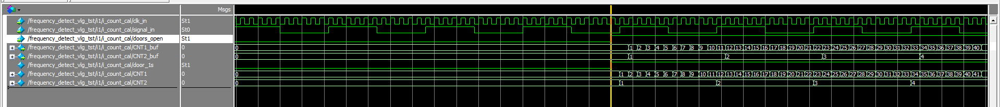 Msgs
/frequency_detect_vlg_tst/i1/i_count_cal/clk_in St1
/frequency_detect_vlg_tst/i1/i_count_cal/signal_in St0
/frequency_detect_vlg_tst/i1/i_count_cal/doors_open St1
/frequency_detect_vlg_tst/i1/i_count_cal/CNT1_buf 0 0 1 2 3 4 5 6 7 8 9 10 11 12 13 14 15 16 17 18 19 20 21 22 23 24 25 26 27 28 29 30 31 32 33 34 35 36 37 38 39 40
/frequency_detect_vlg_tst/i1/i_count_cal/CNT2_buf 0 0 1 2 3 4
/frequency_detect_vlg_tst/i1/i_count_cal/door_1s St1
/frequency_detect_vlg_tst/i1/i_count_cal/CNT1 0 0 1 2 3 4 5 6 7 8 9 10 11 12 13 14 15 16 17 18 19 20 21 22 23 24 25 26 27 28 29 30 31 32 33 34 35 36 37 38 39 40 41
/frequency_detect_vlg_tst/i1/i_count_cal/CNT2 0 0 1 2 3 4